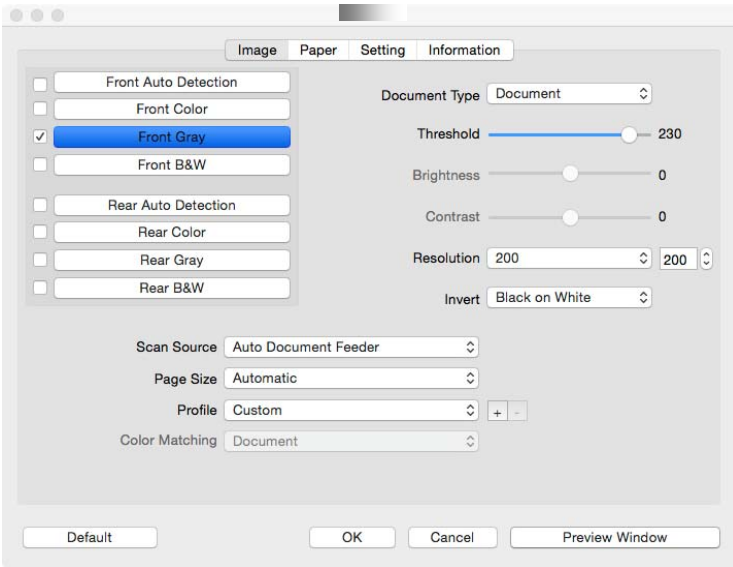 Image Paper Setting Information
Front Auto Detection
Front Color
Front Gray
Front B&W
Rear Auto Detection
Rear Color
Rear Gray
Rear B&W
Document Type Document
Threshold 230
Brightness 0
Contrast 0
Resolution 200 200
Invert Black on White
Scan Source Auto Document Feeder
Page Size Automatic
Profile Custom + -
Color Matching Document
Default OK Cancel Preview Window